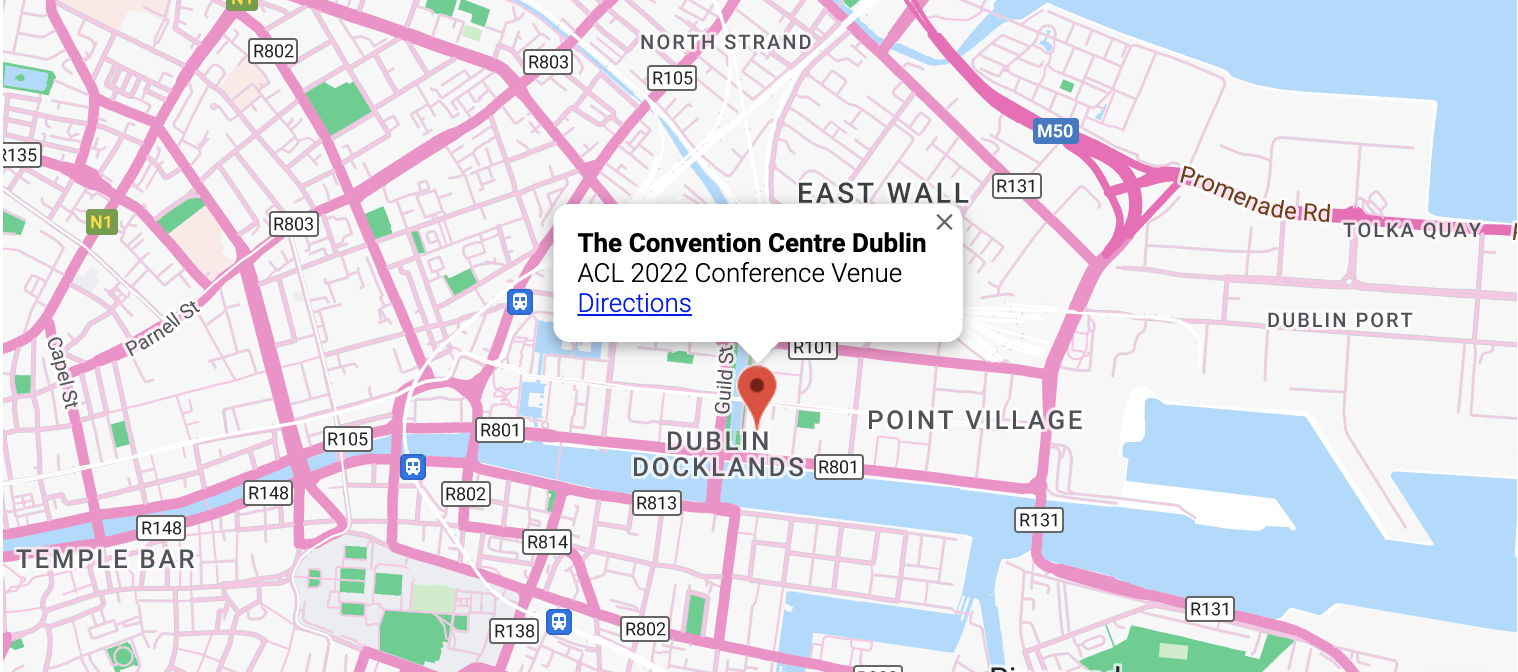 N1
R802
NORTH STRAND
R803
R105
M50
R135
EAST WALL
R131
Promenade Rd
N1
R803
TOLKA QUAY
The Convention Centre Dublin
ACL 2022 Conference Venue
Directions
Parnell St
DUBLIN PORT
Capel St
Guild St
R101
POINT VILLAGE
R105
R801
DUBLIN
DOCKLANDS
R801
R148
R802
R813
R148
R131
R814
TEMPLE BAR
R131
R138
R802